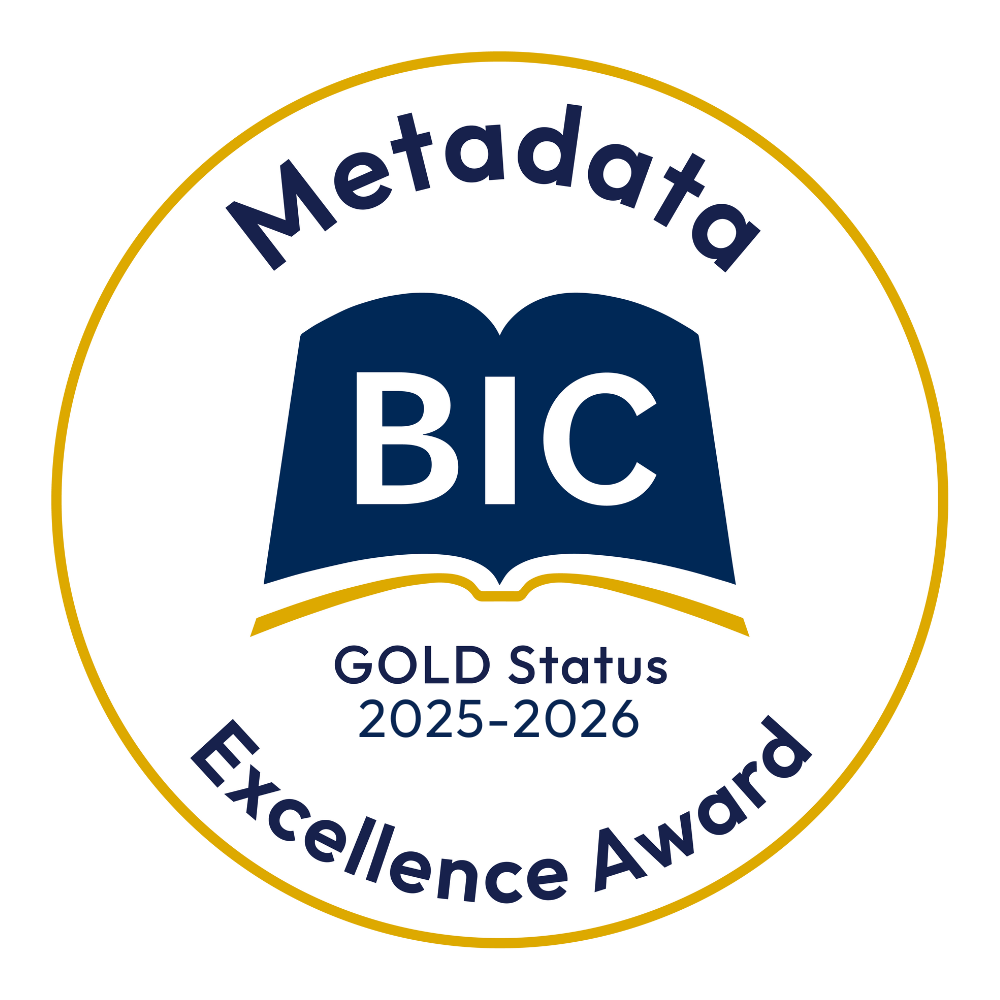 Metadata
BIC
GOLD Status
2025-2026
Excellence Award